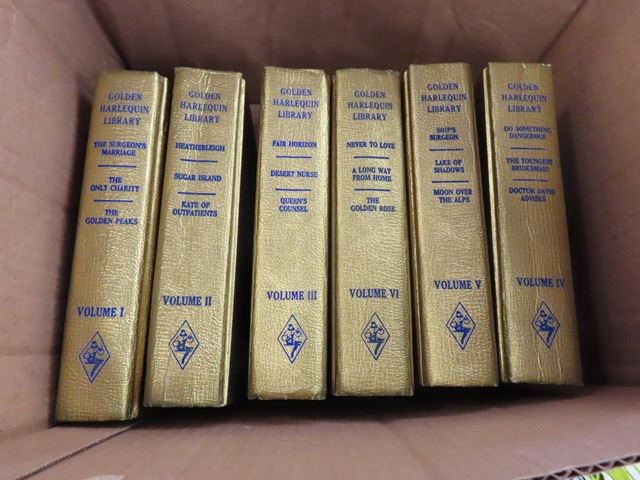 GOLDEN
HARLEQUIN
LIBRARY
THE SURGEON'S
MARRIAGE
THE
ONLY CHARITY
THE
GOLDEN PEAKS
VOLUME I
GOLDEN
HARLEQUIN
LIBRARY
HEATHERLEIGH
SUGAR ISLAND
KATE OF
OUTPATIENTS
VOLUME II
GOLDEN
HARLEQUIN
LIBRARY
FAIR HORIZON
DESERT NURSE
QUEEN'S
COUNSEL
VOLUME III
GOLDEN
HARLEQUIN
LIBRARY
NEVER TO LOVE
A LONG WAY
FROM HOME
THE
GOLDEN ROSE
VOLUME VI
GOLDEN
HARLEQUIN
LIBRARY
SHIP'S
SURGEON
LAKE OF
SHADOWS
MOON OVER
THE ALPS
VOLUME V
GOLDEN
HARLEQUIN
LIBRARY
DO SOMETHING
DANGEROUS
THE YOUNGEST
BRIDESMAID
DOCTOR DAVID
ADVISES
VOLUME IV